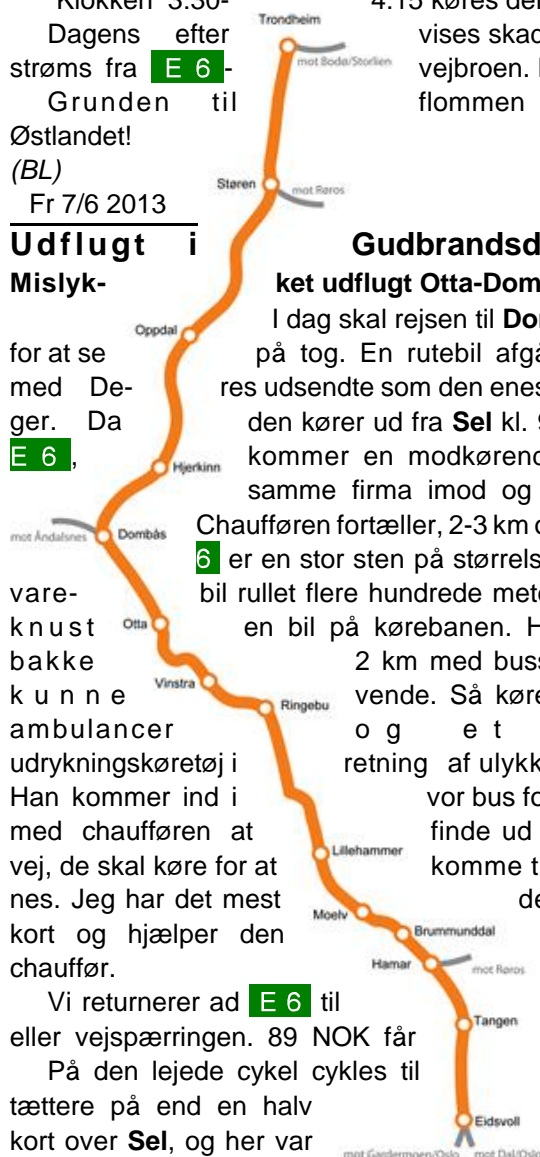 Klokken 3.30- 4.15 køres der
Trondheim
Dagens efter vises skad
mot Bodø/Storlien
strøms fra E 6 - vejbroen.
Grunden til flommen
Østlandet!
(BL)
Støren
mot Røros
Fr 7/6 2013
Udflugt i Gudbrandsd
Mislyk- ket udflugt Otta-Dom
I dag skal rejsen til Dor
Oppdal
for at se på tog. En rutebil afgå
med De- res udsendte som den enes
ger. Da den kører ud fra Sel kl. 9
E 6 , kommer en modkørend
Hjerkinn
samme firma imod og
mot Åndalsnes
Dombås
Chaufføren fortæller, 2-3 km o
6 er en stor sten på størrels
vare- bil rullet flere hundrede mete
knust en bil på kørebanen. H
Otta
bakke 2 km med buss
Vinstra
kunne vende. Så køre
Ringebu
ambulancer og et
udrykningskøretøj i retning af ulykk
Han kommer ind i vor bus fo
med chaufføren at finde ud
Lillehammer
vej, de skal køre for at komme t
nes. Jeg har det mest de
Moelv
kort og hjælper den
Brummunddal
chauffør.
Hamar
mot Røros
Vi returnerer ad E 6 til
Tangen
eller vejspærringen. 89 NOK får
På den lejede cykel cykles til
tættere på end en halv
Eidsvoll
kort over Sel, og her var
mot Gardermoen/Oslo mot Dal/Oslo